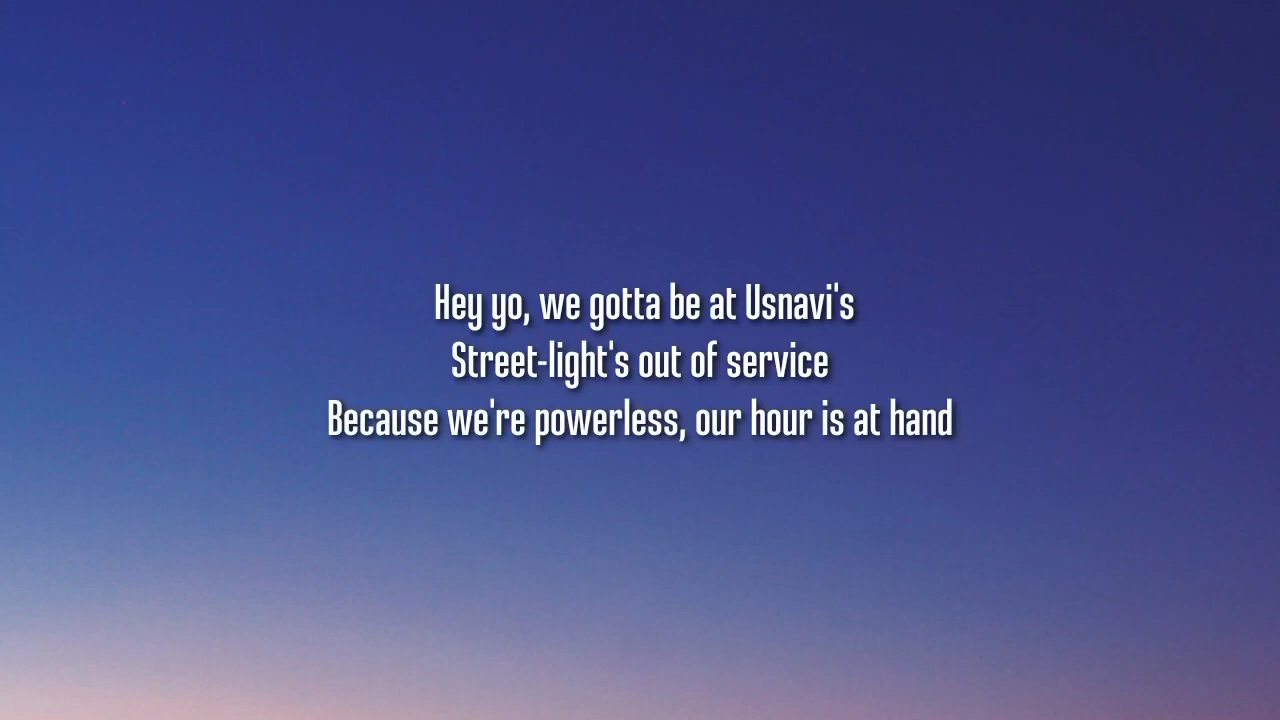 Hey yo, we gotta be at Usnavi's
Street-light's out of service
Because we're powerless, our hour is at hand